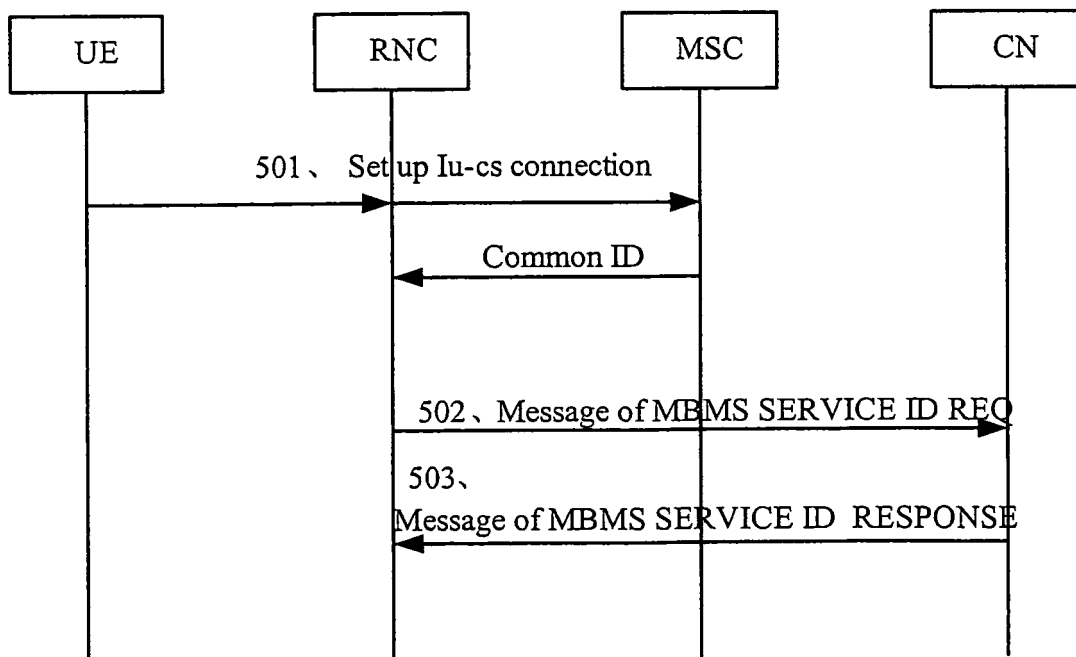 UE RNC MSC CN
501、 Set up Iu-cs connection
Common ID
502、Message of MBMS SERVICE ID REQ
503、
Message of MBMS SERVICE ID RESPONSE